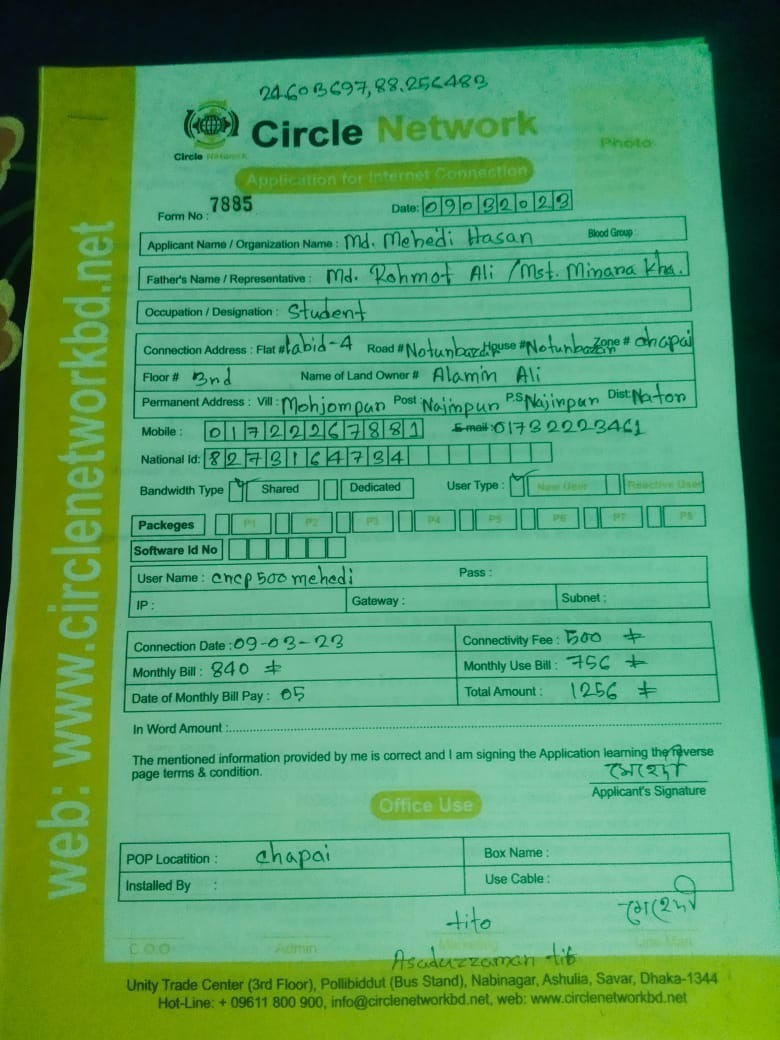 24.603697,88.256483
Circle Network
Circle Network
Photo
Application for Internet Connection
Form No : 7885 Date: 09032023
Applicant Name / Organization Name : Md. Mehedi Hasan Blood Group :
Father's Name / Representative : Md. Rohmot Ali / Mst. Minara Kha.
Occupation / Designation : Student
Connection Address : Flat # labid-4 Road # Notunbazar House # Notunbazar Zone # chapai
Floor # 3nd Name of Land Owner # Alamin Ali
Permanent Address : Vill : Mohjompur Post Najirpur P.S Najirpur Dist: Nator
Mobile : 01722267881 E-mail : 01732223461
National Id: 8273164734
Bandwidth Type Shared Dedicated User Type : New User Reactive User
Packeges P1 P2 P3 P4 P5 P6 P7 P8
Software Id No
User Name : cncp500mehedi Pass :
IP : Gateway : Subnet :
Connection Date : 09-03-23 Connectivity Fee : 500
Monthly Bill : 840 Monthly Use Bill : 756
Date of Monthly Bill Pay : 05 Total Amount : 1256
In Word Amount :
The mentioned information provided by me is correct and I am signing the Application learning the reverse
page terms & condition.
মেহেদী
Applicant's Signature
Office Use
POP Locatition : chapai Box Name :
Installed By : Use Cable :
tito মেহেদী
C.O.O Admin Marketing Line Man
Asaduzzaman tito
Unity Trade Center (3rd Floor), Pollibiddut (Bus Stand), Nabinagar, Ashulia, Savar, Dhaka-1344
Hot-Line: + 09611 800 900, info@circlenetworkbd.net, web: www.circlenetworkbd.net
web: www.circlenetworkbd.net